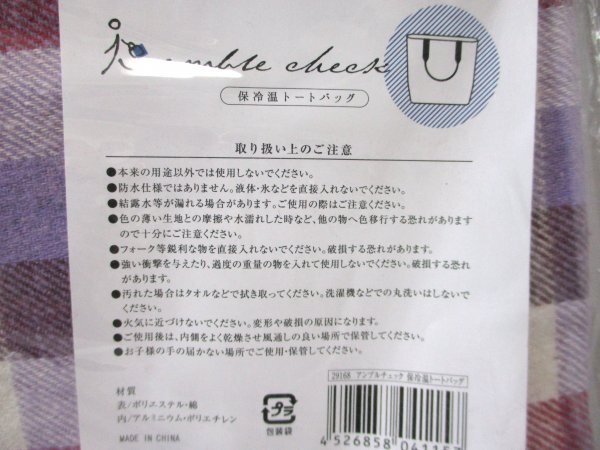 Amble check
保冷温トートバッグ
取り扱い上のご注意
●本来の用途以外では使用しないでください。
●防水仕様ではありません。液体・氷などを直接入れないでください。
●結露水等が漏れる場合があります。ご使用の際はご注意ください。
●色の薄い生地との摩擦や水濡れした時など、他の物へ色移行する恐れがあります
ので十分にご注意ください。
●フォーク等鋭利な物を直接入れないでください。破損する恐れがあります。
●強い衝撃を与えたり、過度の重量の物を入れて使用しないでください。破損する恐れ
があります。
●汚れた場合はタオルなどで拭き取ってください。洗濯機などでの丸洗いはしないで
ください。
●火気に近づけないでください。変形や破損の原因になります。
●ご使用後は、内側をよく乾燥させ風通しの良い場所で保管してください。
●お子様の手の届かない場所でご使用・保管してください。
材質
表/ポリエステル・綿
内/アルミニウム・ポリエチレン
MADE IN CHINA
プラ
包装袋
29168 アンブルチェック 保冷温トートバッグ
4 526858 04115